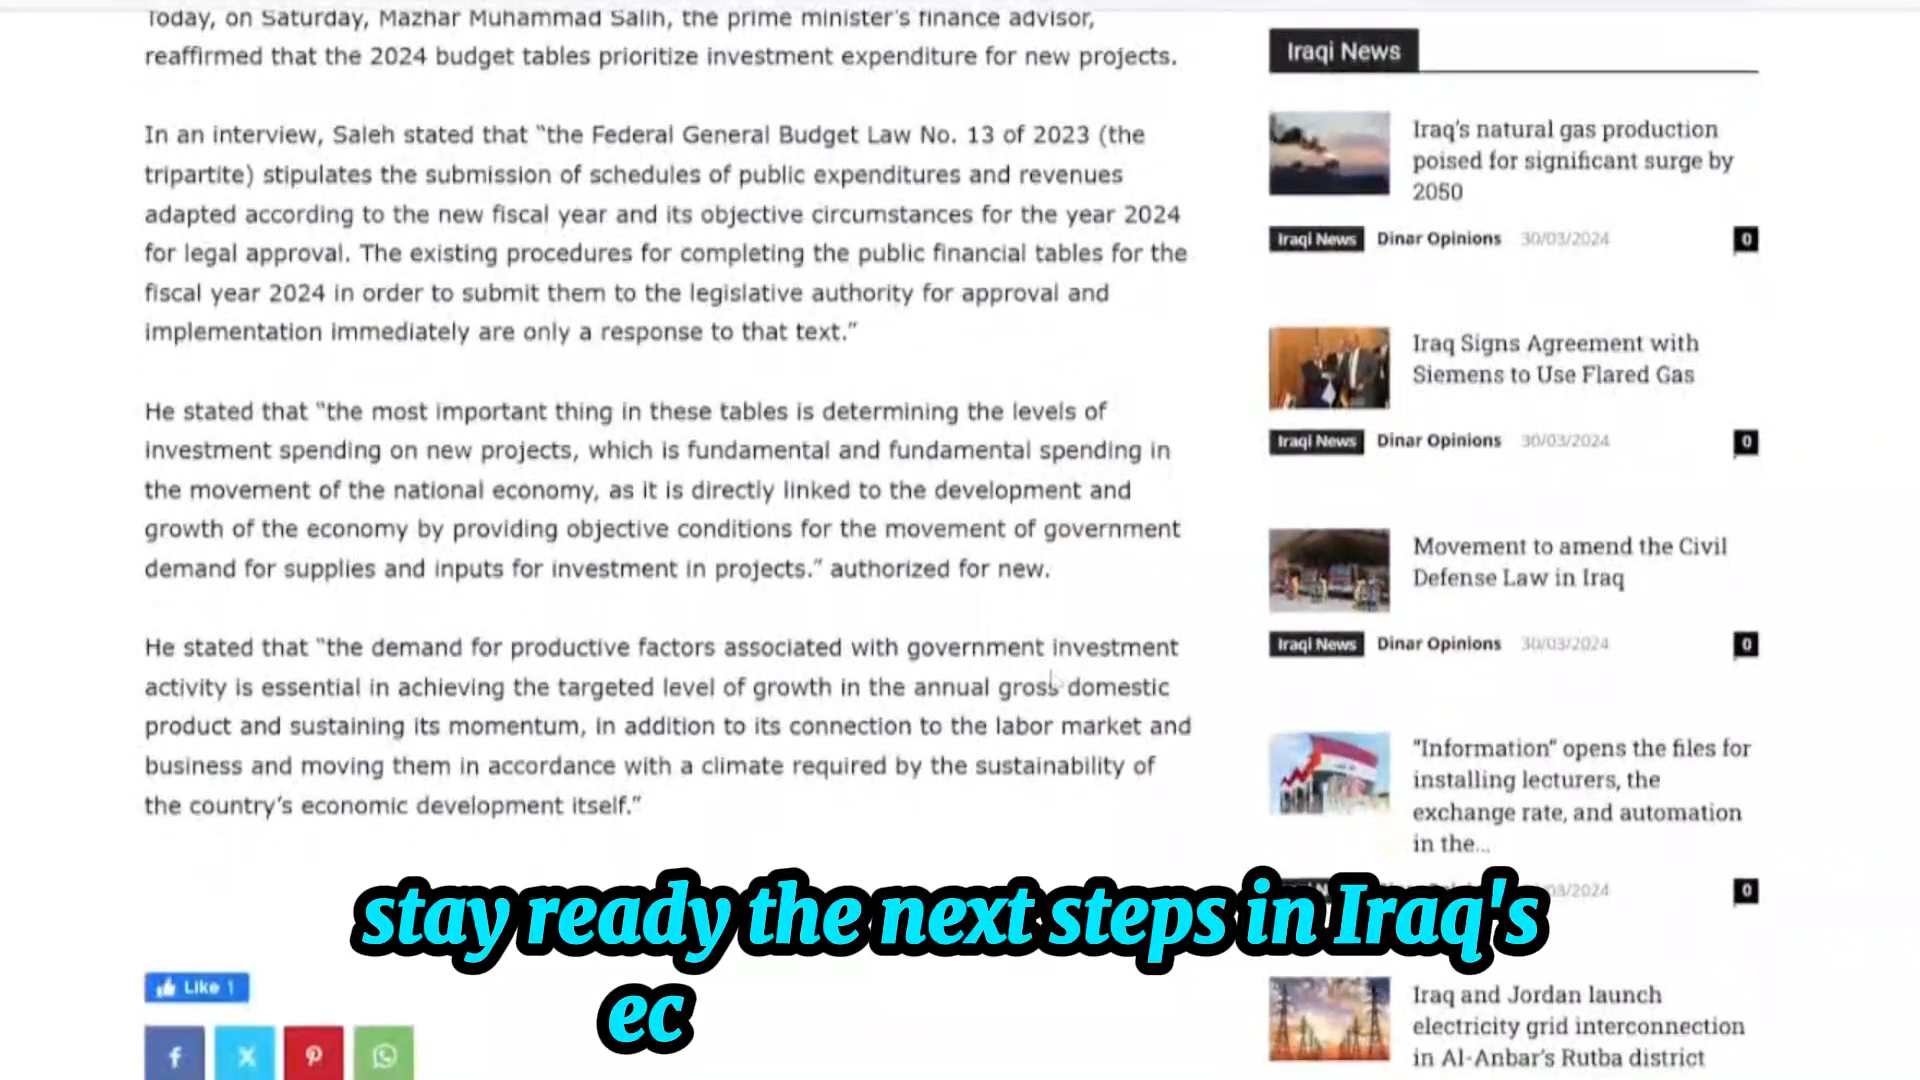 Today, on Saturday, Mazhar Muhammad Salih, the prime minister's finance advisor,
reaffirmed that the 2024 budget tables prioritize investment expenditure for new projects.
In an interview, Saleh stated that "the Federal General Budget Law No. 13 of 2023 (the
tripartite) stipulates the submission of schedules of public expenditures and revenues
adapted according to the new fiscal year and its objective circumstances for the year 2024
for legal approval. The existing procedures for completing the public financial tables for the
fiscal year 2024 in order to submit them to the legislative authority for approval and
implementation immediately are only a response to that text."
He stated that "the most important thing in these tables is determining the levels of
investment spending on new projects, which is fundamental and fundamental spending in
the movement of the national economy, as it is directly linked to the development and
growth of the economy by providing objective conditions for the movement of government
demand for supplies and inputs for investment in projects." authorized for new.
He stated that "the demand for productive factors associated with government investment
activity is essential in achieving the targeted level of growth in the annual gross domestic
product and sustaining its momentum, in addition to its connection to the labor market and
business and moving them in accordance with a climate required by the sustainability of
the country's economic development itself."
Like 1
Iraqi News
Iraq's natural gas production
poised for significant surge by
2050
Iraqi News Dinar Opinions 30/03/2024 0
Iraq Signs Agreement with
Siemens to Use Flared Gas
Iraqi News Dinar Opinions 30/03/2024 0
Movement to amend the Civil
Defense Law in Iraq
Iraqi News Dinar Opinions 30/03/2024 0
"Information" opens the files for
installing lecturers, the
exchange rate, and automation
in the...
0
Iraq and Jordan launch
electricity grid interconnection
in Al-Anbar's Rutba district
stay ready the next steps in Iraq's
ec